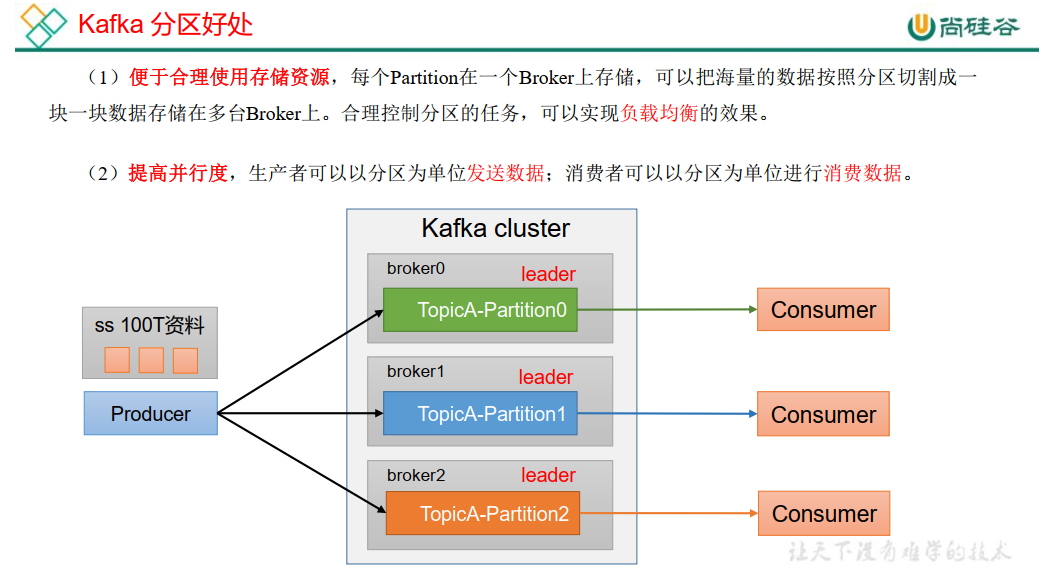 Kafka 分区好处
尚硅谷
（1）便于合理使用存储资源，每个Partition在一个Broker上存储，可以把海量的数据按照分区切割成一
块一块数据存储在多台Broker上。合理控制分区的任务，可以实现负载均衡的效果。
（2）提高并行度，生产者可以以分区为单位发送数据；消费者可以以分区为单位进行消费数据。
Kafka cluster
broker0
leader
TopicA-Partition0
Consumer
ss 100T资料
Producer
broker1
leader
TopicA-Partition1
Consumer
broker2
leader
TopicA-Partition2
Consumer
让天下没有难学的技术